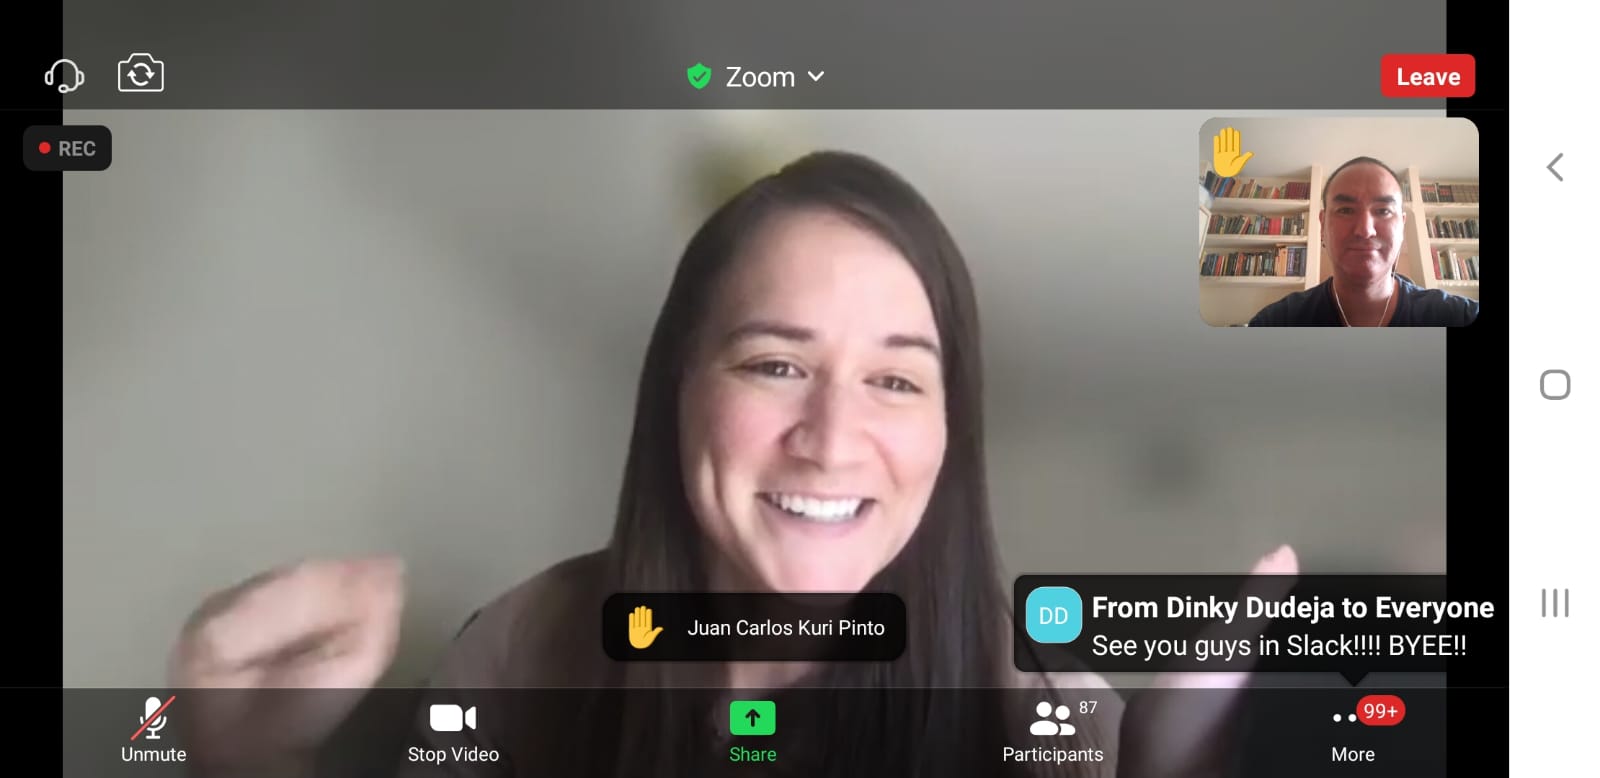 Zoom
Leave
REC
Juan Carlos Kuri Pinto
DD
From Dinky Dudeja to Everyone
See you guys in Slack!!!! BYEE!!
Unmute
Stop Video
Share
87
Participants
99+
More